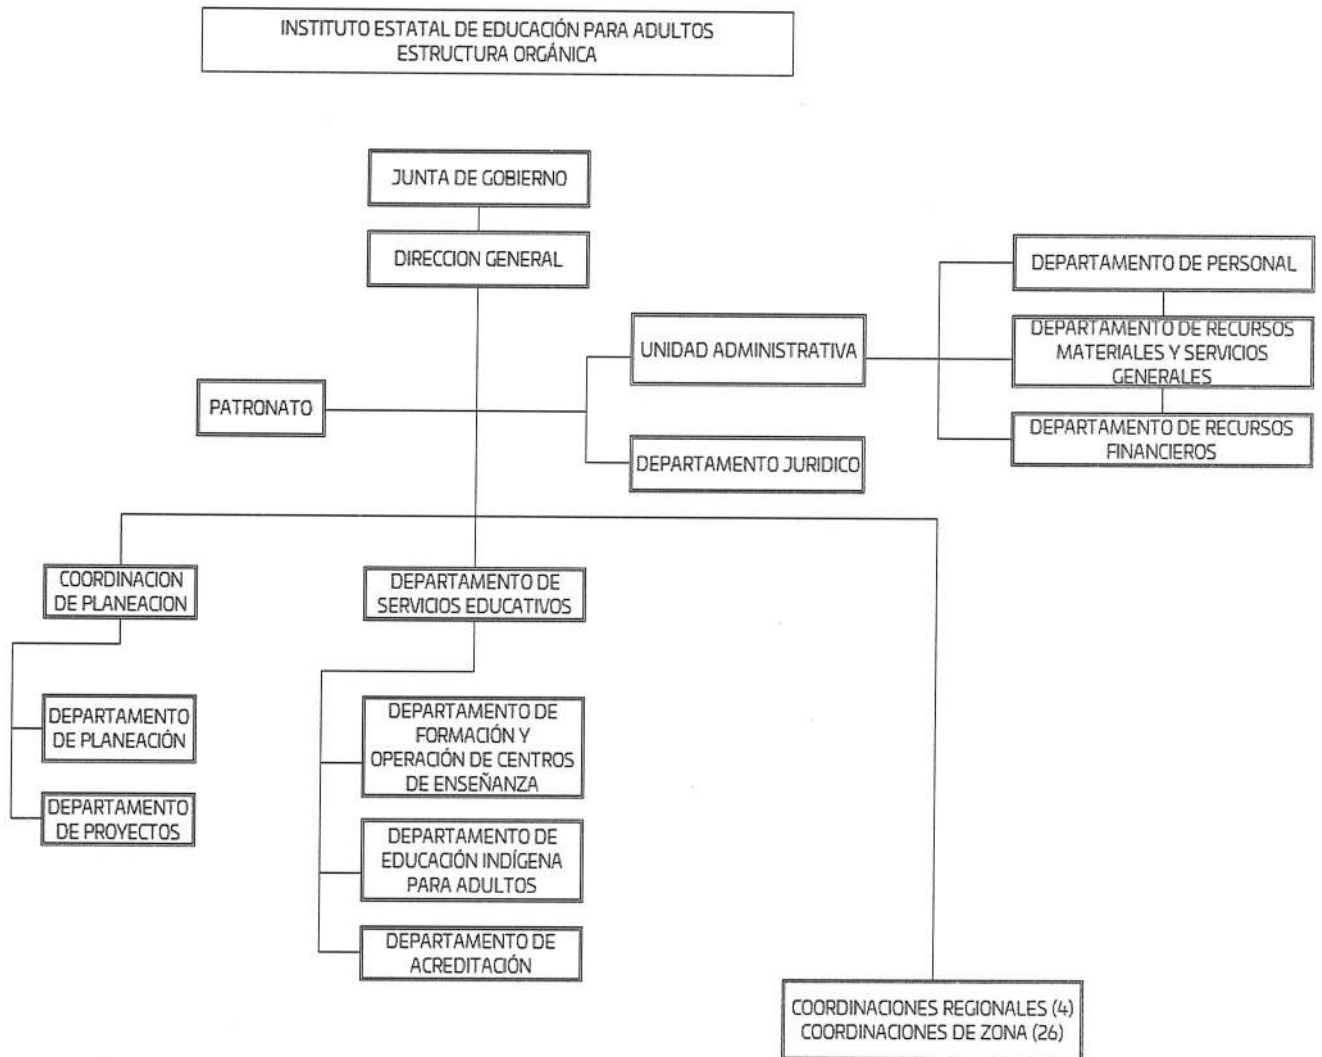 INSTITUTO ESTATAL DE EDUCACIÓN PARA ADULTOS
ESTRUCTURA ORGÁNICA
JUNTA DE GOBIERNO
DIRECCION GENERAL
DEPARTAMENTO DE PERSONAL
UNIDAD ADMINISTRATIVA
DEPARTAMENTO DE RECURSOS
MATERIALES Y SERVICIOS
GENERALES
PATRONATO
DEPARTAMENTO DE RECURSOS
FINANCIEROS
DEPARTAMENTO JURIDICO
COORDINACION
DE PLANEACION
DEPARTAMENTO DE
SERVICIOS EDUCATIVOS
DEPARTAMENTO
DE PLANEACIÓN
DEPARTAMENTO
DE PROYECTOS
DEPARTAMENTO DE
FORMACIÓN Y
OPERACIÓN DE CENTROS
DE ENSEÑANZA
DEPARTAMENTO DE
EDUCACIÓN INDÍGENA
PARA ADULTOS
DEPARTAMENTO DE
ACREDITACIÓN
COORDINACIONES REGIONALES (4)
COORDINACIONES DE ZONA (26)